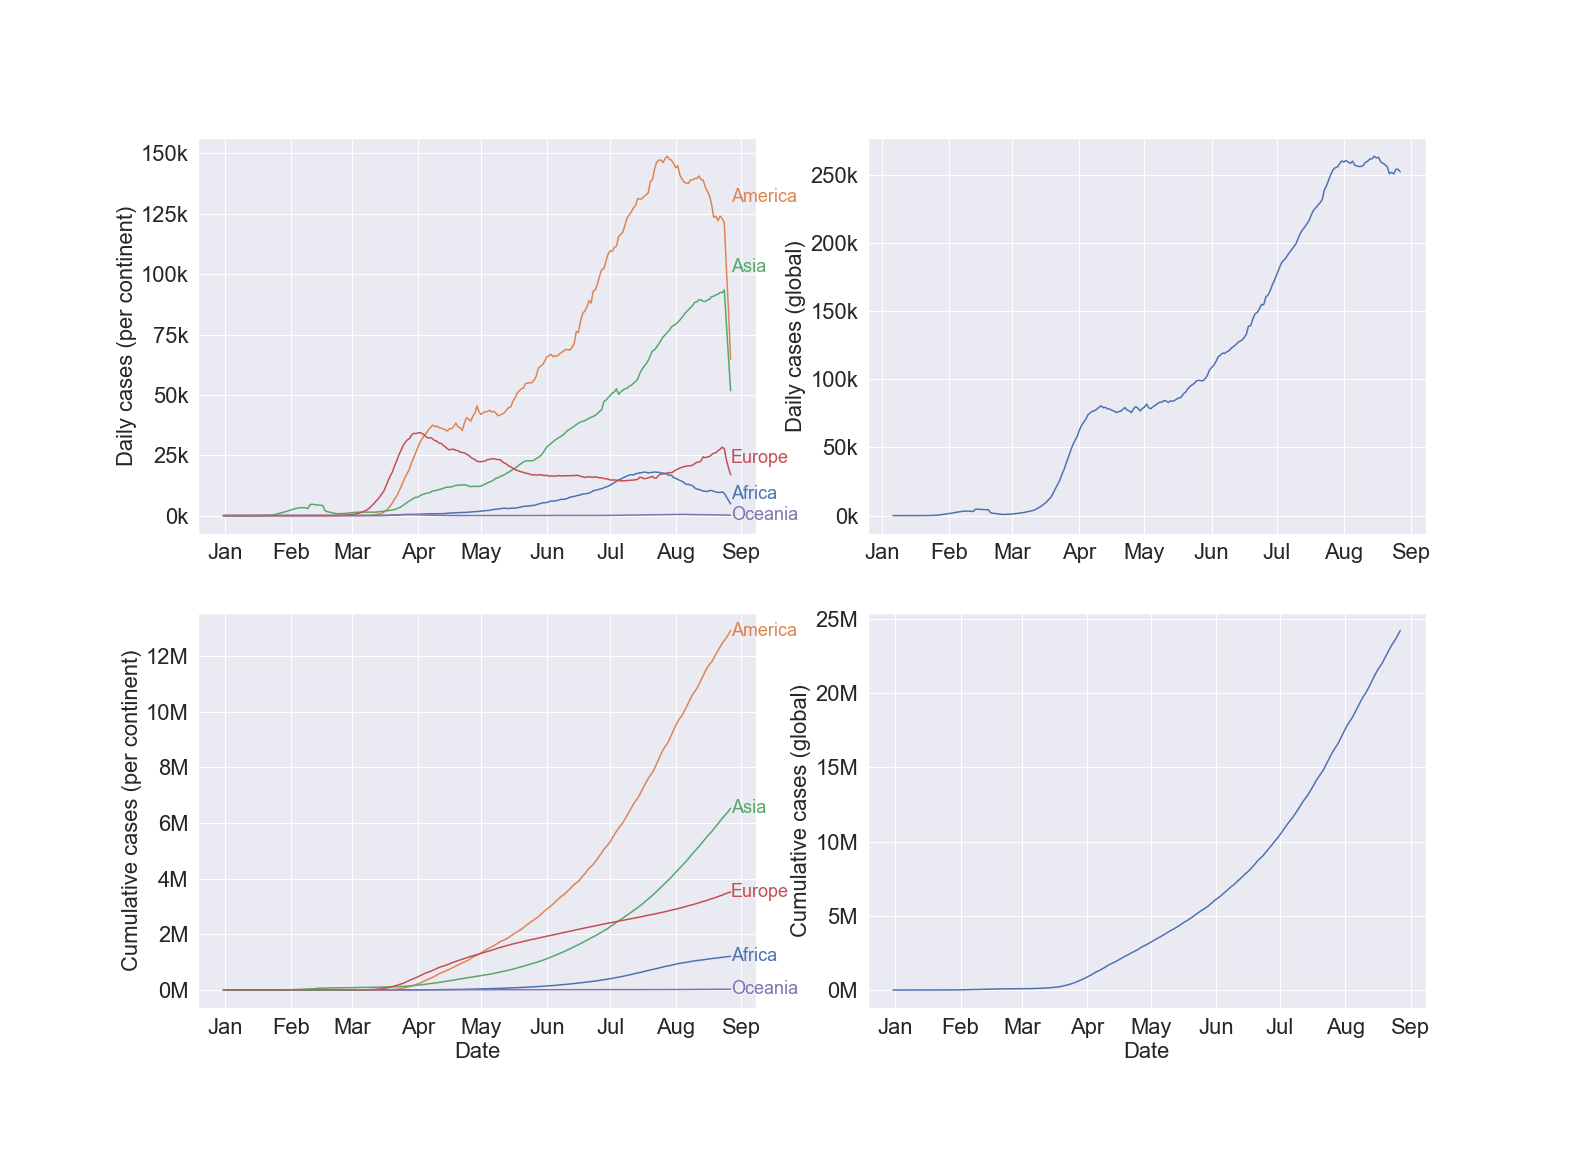 Daily cases (per continent)
150k
125k
100k
75k
50k
25k
0k
America
Asia
Europe
Africa
Oceania
Jan Feb Mar Apr May Jun Jul Aug Sep
Daily cases (global)
250k
200k
150k
100k
50k
0k
Jan Feb Mar Apr May Jun Jul Aug Sep
Cumulative cases (per continent)
12M
10M
8M
6M
4M
2M
0M
America
Asia
Europe
Africa
Oceania
Jan Feb Mar Apr May Jun Jul Aug Sep
Date
Cumulative cases (global)
25M
20M
15M
10M
5M
0M
Jan Feb Mar Apr May Jun Jul Aug Sep
Date